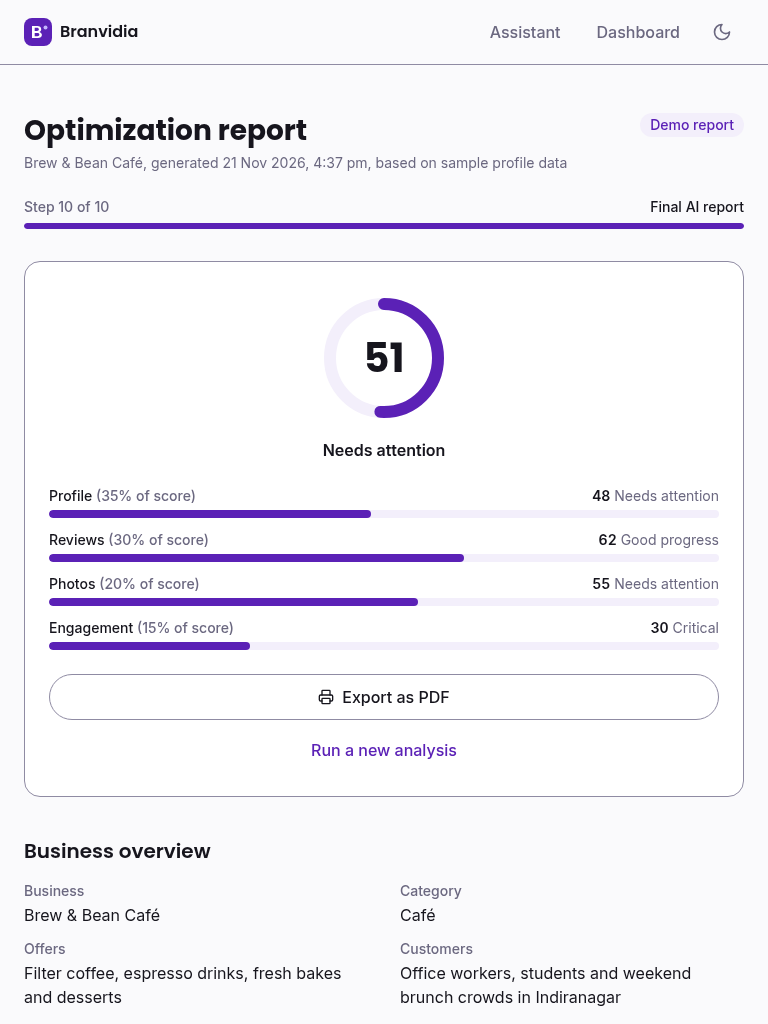 B
Branvidia
Assistant
Dashboard
Optimization report
Demo report
Brew & Bean Café, generated 21 Nov 2026, 4:37 pm, based on sample profile data
Step 10 of 10
Final AI report
51
Needs attention
Profile (35% of score)
48 Needs attention
Reviews (30% of score)
62 Good progress
Photos (20% of score)
55 Needs attention
Engagement (15% of score)
30 Critical
Export as PDF
Run a new analysis
Business overview
Business
Brew & Bean Café
Category
Café
Offers
Filter coffee, espresso drinks, fresh bakes
and desserts
Customers
Office workers, students and weekend
brunch crowds in Indiranagar